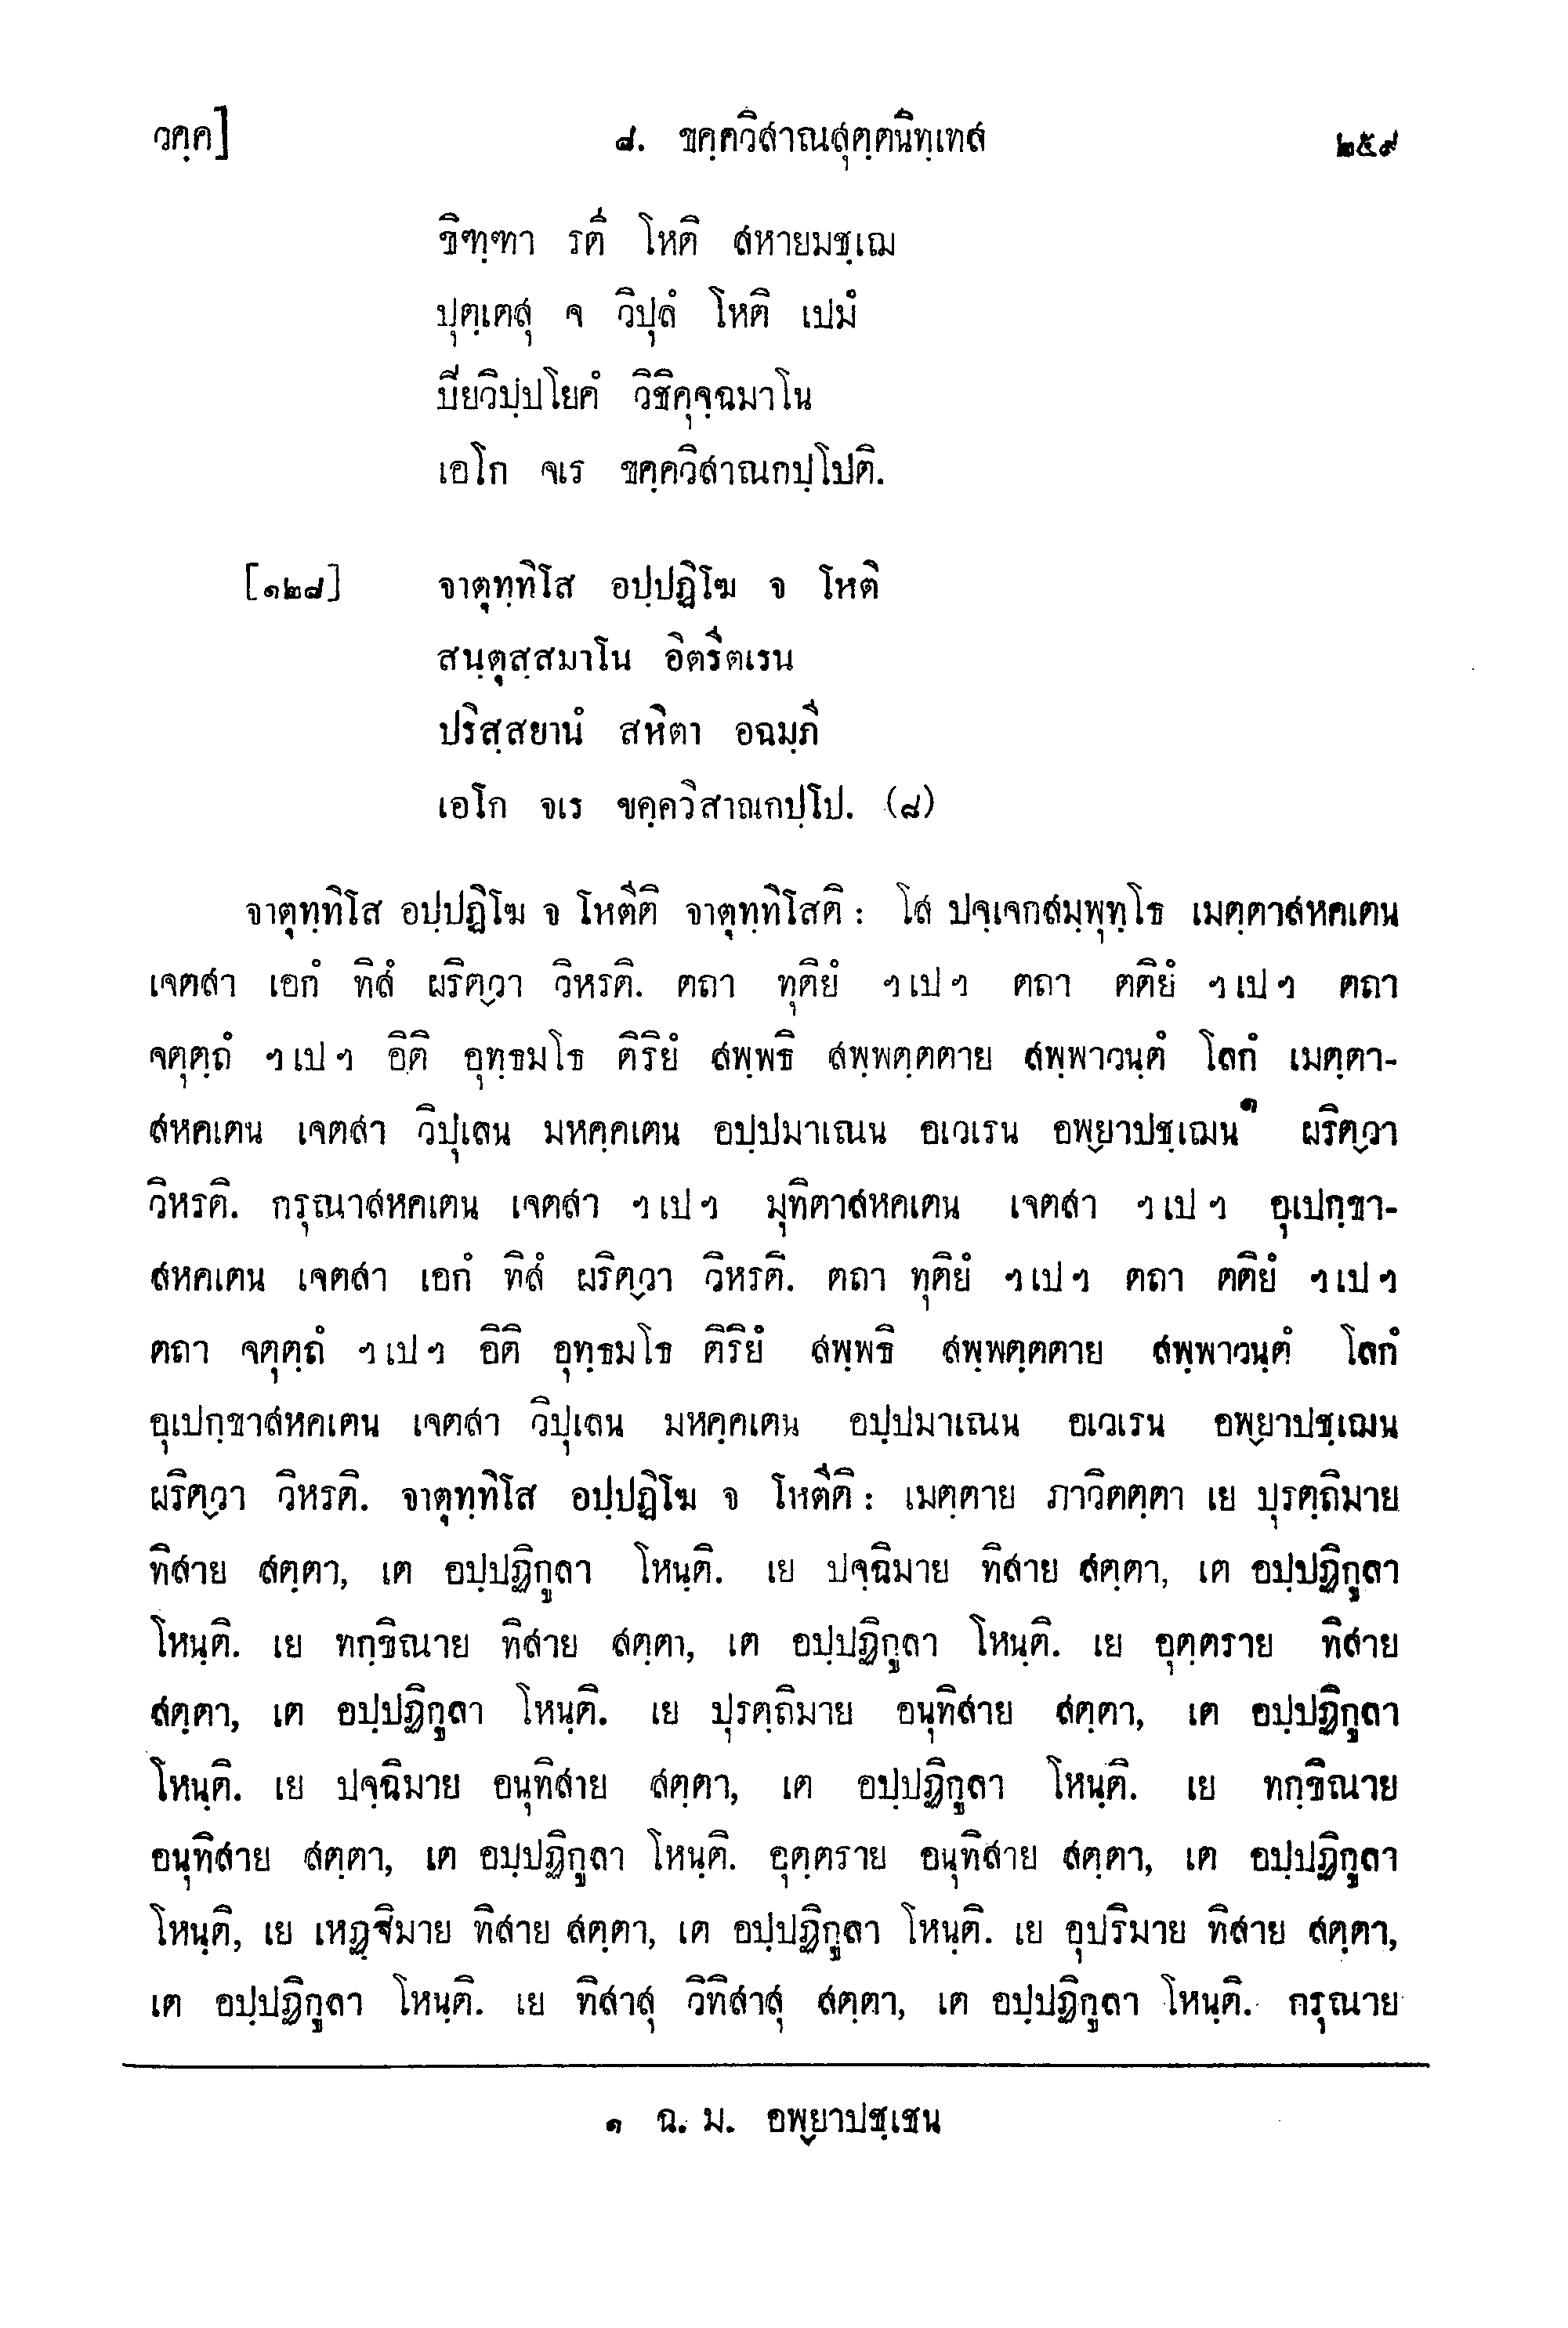 วคฺค]
๘. ขคฺควิสาณสุตฺตนิทฺเทส
๒๕๙
ขิฑฺฑา รตี โหติ สหายมชฺเฌ
ปุตฺเตสุ จ วิปุลํ โหติ เปมํ
ปิยวิปฺปโยคํ วิชิคุจฺฉมาโน
เอโก จเร ขคฺควิสาณกปฺโปติ.
[๑๒๘] จาตุทฺทิโส อปฺปฏิโฆ จ โหติ
สนฺตุสฺสมาโน อิตรีตเรน
ปริสฺสยานํ สหิตา อฉมฺภี
เอโก จเร ขคฺควิสาณกปฺโป. (๘)
จาตุทฺทิโส อปฺปฏิโฆ จ โหตีติ จาตุทฺทิโสติ : โส ปจฺเจกสมฺพุทฺโธ เมตฺตาสหคเตน
เจตสา เอกํ ทิสํ ผริตฺวา วิหรติ. ตถา ทุติยํ ฯเปฯ ตถา ตติยํ ฯเปฯ ตถา
จตุตฺถํ ฯเปฯ อิติ อุทฺธมโธ ติริยํ สพฺพธิ สพฺพตฺตตาย สพฺพาวนฺตํ โลกํ เมตฺตา-
สหคเตน เจตสา วิปุเลน มหคฺคเตน อปฺปมาเณน อเวเรน อพฺยาปชฺเฌน๑ ผริตฺวา
วิหรติ. กรุณาสหคเตน เจตสา ฯเปฯ มุทิตาสหคเตน เจตสา ฯเปฯ อุเปกฺขา-
สหคเตน เจตสา เอกํ ทิสํ ผริตฺวา วิหรติ. ตถา ทุติยํ ฯเปฯ ตถา ตติยํ ฯเปฯ
ตถา จตุตฺถํ ฯเปฯ อิติ อุทฺธมโธ ติริยํ สพฺพธิ สพฺพตฺตตาย สพฺพาวนฺตํ โลกํ
อุเปกฺขาสหคเตน เจตสา วิปุเลน มหคฺคเตน อปฺปมาเณน อเวเรน อพฺยาปชฺเฌน
ผริตฺวา วิหรติ. จาตุทฺทิโส อปฺปฏิโฆ จ โหตีติ : เมตฺตาย ภาวิตตฺตา เย ปุรตฺถิมาย
ทิสาย สตฺตา, เต อปฺปฏิกูลา โหนฺติ. เย ปจฺฉิมาย ทิสาย สตฺตา, เต อปฺปฏิกูลา
โหนฺติ. เย ทกฺขิณาย ทิสาย สตฺตา, เต อปฺปฏิกูลา โหนฺติ. เย อุตฺตราย ทิสาย
สตฺตา, เต อปฺปฏิกูลา โหนฺติ. เย ปุรตฺถิมาย อนุทิสาย สตฺตา, เต อปฺปฏิกูลา
โหนฺติ. เย ปจฺฉิมาย อนุทิสาย สตฺตา, เต อปฺปฏิกูลา โหนฺติ. เย ทกฺขิณาย
อนุทิสาย สตฺตา, เต อปฺปฏิกูลา โหนฺติ. อุตฺตราย อนุทิสาย สตฺตา, เต อปฺปฏิกูลา
โหนฺติ, เย เหฏฺฐิมาย ทิสาย สตฺตา, เต อปฺปฏิกูลา โหนฺติ. เย อุปริมาย ทิสาย สตฺตา,
เต อปฺปฏิกูลา โหนฺติ. เย ทิสาสุ วิทิสาสุ สตฺตา, เต อปฺปฏิกูลา โหนฺติ. กรุณาย
๑ ฉ. ม. อพฺยาปชฺเชน